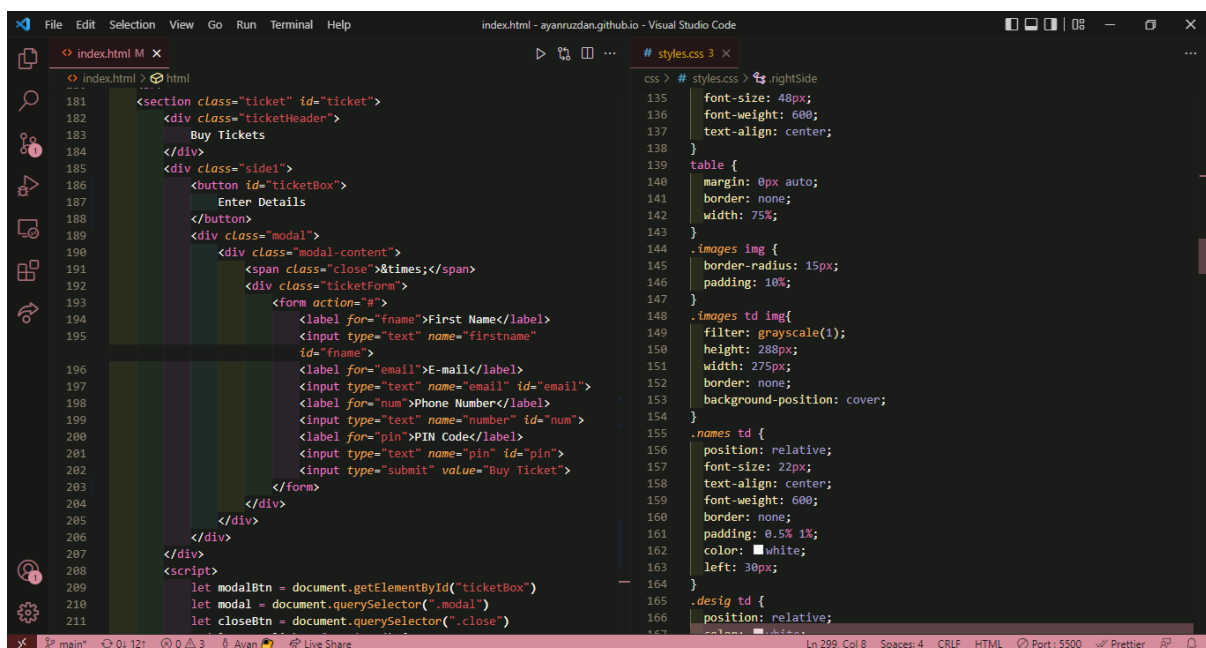 File Edit Selection View Go Run Terminal Help
index.html - ayanruzdan.github.io - Visual Studio Code
index.html M
index.html > html
181 <section class="ticket" id="ticket">
182 <div class="ticketHeader">
183 Buy Tickets
184 </div>
185 <div class="side1">
186 <button id="ticketBox">
187 Enter Details
188 </button>
189 <div class="modal">
190 <div class="modal-content">
191 <span class="close">&times;</span>
192 <div class="ticketForm">
193 <form action="#">
194 <label for="fname">First Name</label>
195 <input type="text" name="firstname"
id="fname">
196 <label for="email">E-mail</label>
197 <input type="text" name="email" id="email">
198 <label for="num">Phone Number</label>
199 <input type="text" name="number" id="num">
200 <label for="pin">PIN Code</label>
201 <input type="text" name="pin" id="pin">
202 <input type="submit" value="Buy Ticket">
203 </form>
204 </div>
205 </div>
206 </div>
207 </div>
208 <script>
209 let modalBtn = document.getElementById("ticketBox")
210 let modal = document.querySelector(".modal")
211 let closeBtn = document.querySelector(".close")
# styles.css 3
css > # styles.css > .rightSide
135 font-size: 48px;
136 font-weight: 600;
137 text-align: center;
138 }
139 table {
140 margin: 0px auto;
141 border: none;
142 width: 75%;
143 }
144 .images img {
145 border-radius: 15px;
146 padding: 10%;
147 }
148 .images td img{
149 filter: grayscale(1);
150 height: 288px;
151 width: 275px;
152 border: none;
153 background-position: cover;
154 }
155 .names td {
156 position: relative;
157 font-size: 22px;
158 text-align: center;
159 font-weight: 600;
160 border: none;
161 padding: 0.5% 1%;
162 color: white;
163 left: 30px;
164 }
165 .desig td {
166 position: relative;
1
1
main* 0↓ 12↑ 0 3 Ayan Live Share
Ln 299, Col 8 Spaces: 4 CRLF HTML Port : 5500 Prettier